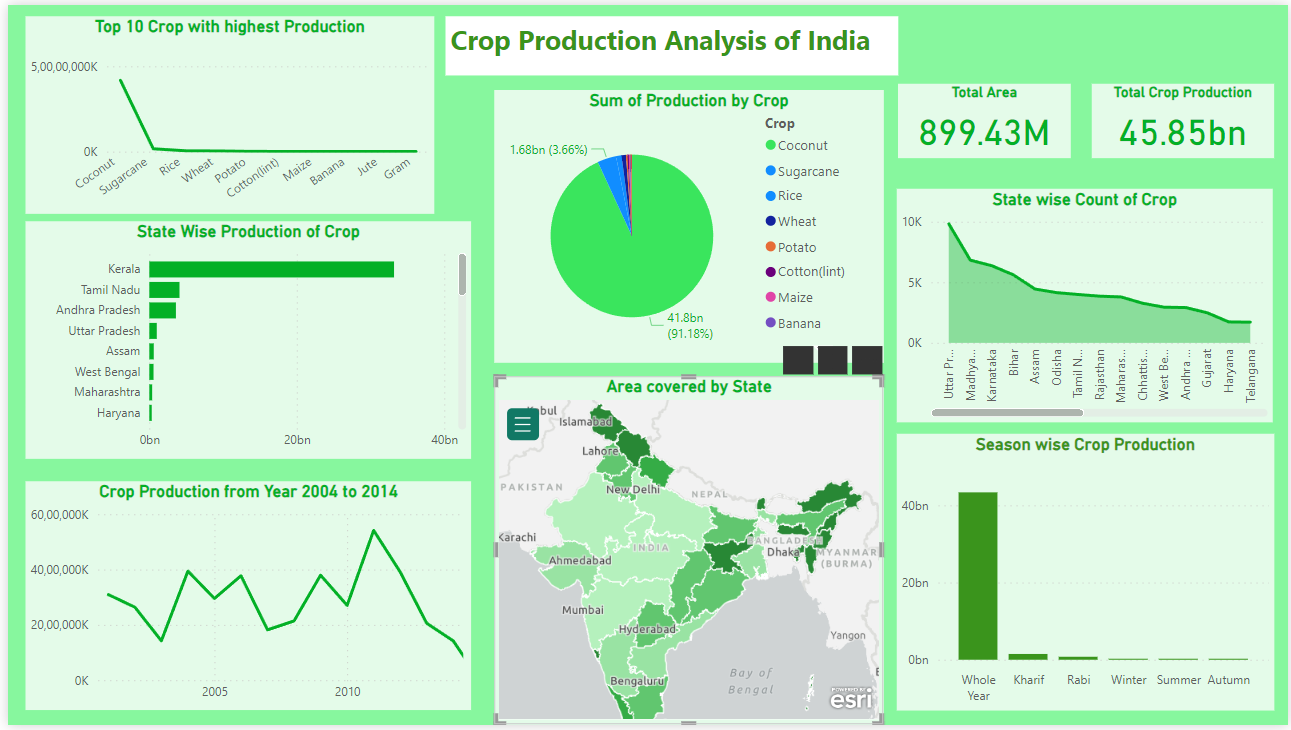 Top 10 Crop with highest Production
5,00,00,000K
0K
Coconut
Sugarcane
Rice
Wheat
Potato
Cotton(lint)
Maize
Banana
Jute
Gram
Crop Production Analysis of India
Total Area
899.43M
Total Crop Production
45.85bn
Sum of Production by Crop
1.68bn (3.66%)
41.8bn
(91.18%)
Crop
Coconut
Sugarcane
Rice
Wheat
Potato
Cotton(lint)
Maize
Banana
State Wise Production of Crop
Kerala
Tamil Nadu
Andhra Pradesh
Uttar Pradesh
Assam
West Bengal
Maharashtra
Haryana
0bn
20bn
40bn
State wise Count of Crop
10K
5K
0K
Uttar Pr...
Madhya...
Karnataka
Bihar
Assam
Odisha
Tamil N...
Rajasthan
Maharas...
Chhattis...
West Be...
Andhra ...
Gujarat
Haryana
Telangana
Crop Production from Year 2004 to 2014
60,00,000K
40,00,000K
20,00,000K
0K
2005
2010
Area covered by State
Islamabad
Lahore
PAKISTAN
New Delhi
NEPAL
Karachi
INDIA
BANGLADESH
Ahmedabad
Dhaka
MYANMAR
(BURMA)
Mumbai
Hyderabad
Yangon
Bay of
Bengal
Bengaluru
POWERED BY
esri
Season wise Crop Production
40bn
20bn
0bn
Whole
Year
Kharif
Rabi
Winter
Summer
Autumn